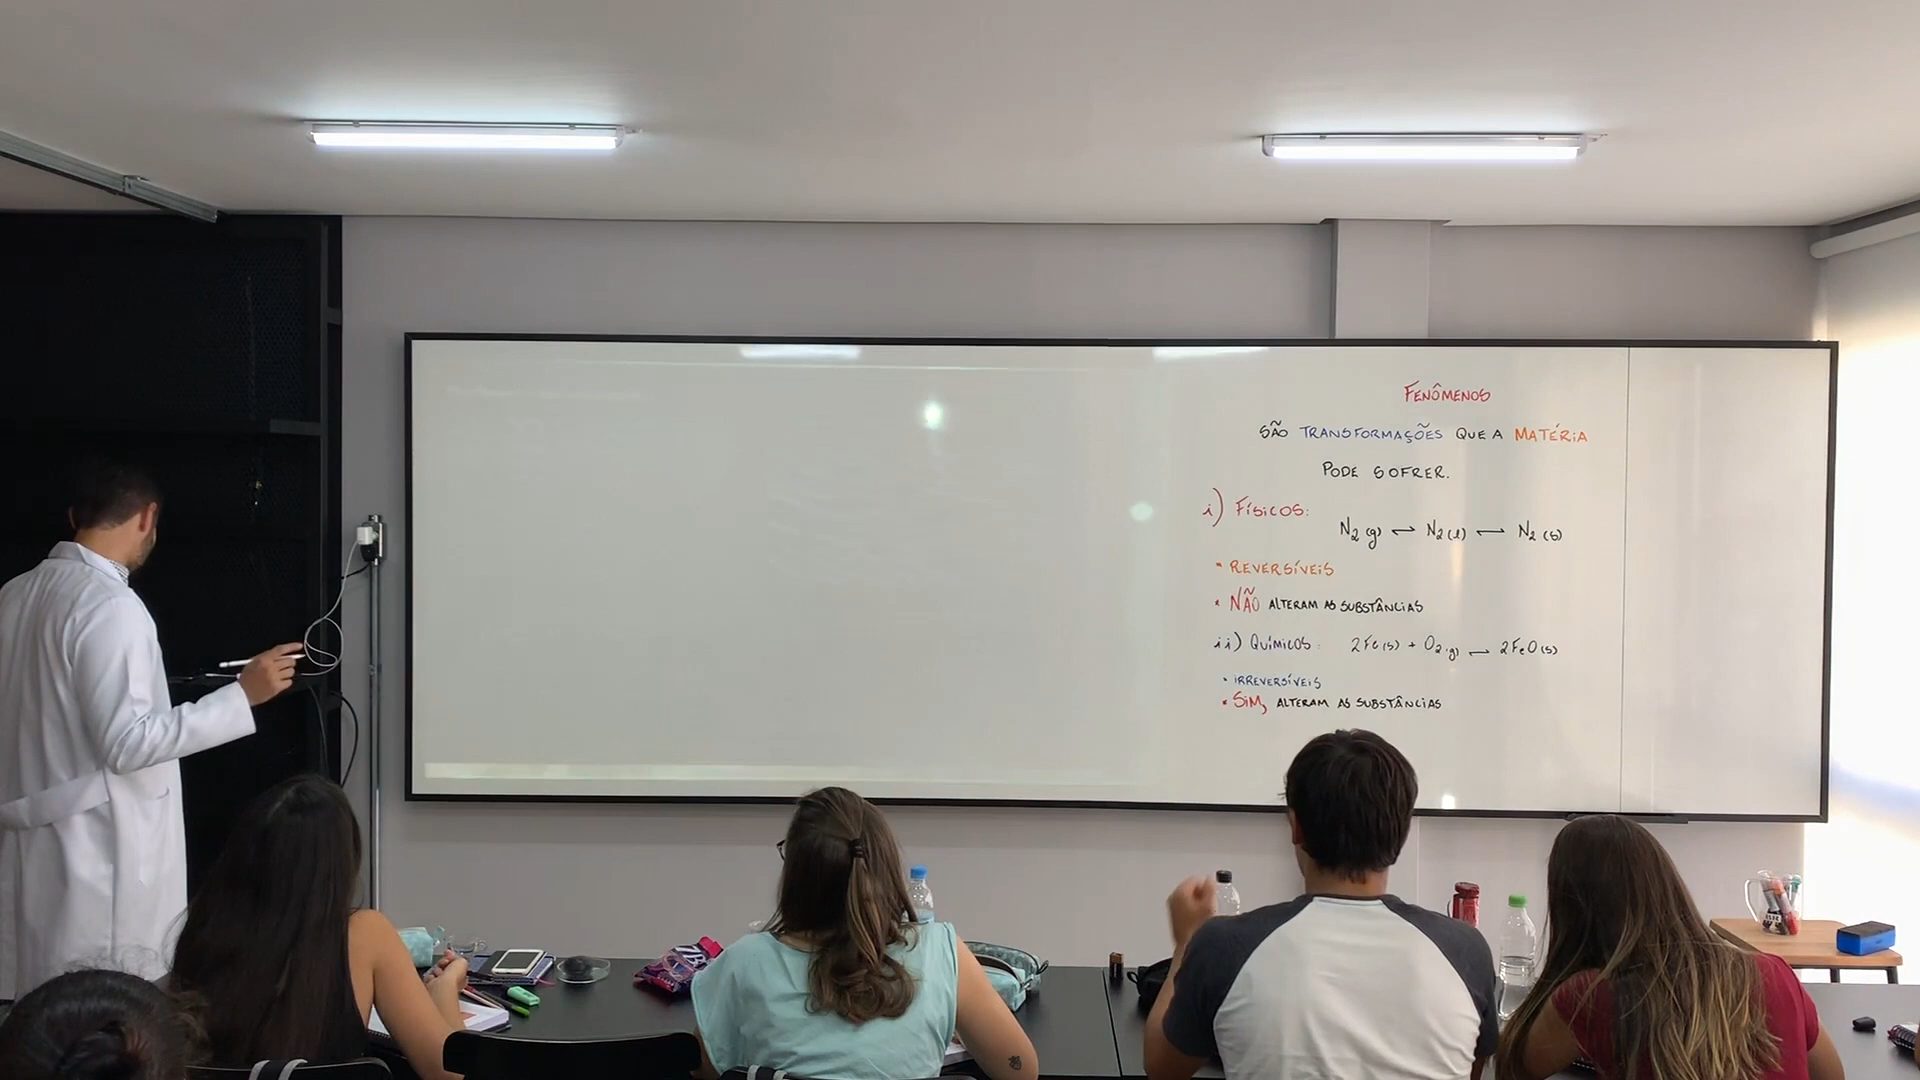 FENÔMENOS
SÃO TRANSFORMAÇÕES QUE A MATÉRIA
PODE SOFRER.
i) FÍSICOS:
N₂(g) ⇌ N₂(l) ⇌ N₂(s)
• REVERSÍVEIS
• NÃO ALTERAM AS SUBSTÂNCIAS
ii) QUÍMICOS: 2Fe(s) + O₂(g) ⇌ 2FeO(s)
• IRREVERSÍVEIS
• SIM, ALTERAM AS SUBSTÂNCIAS